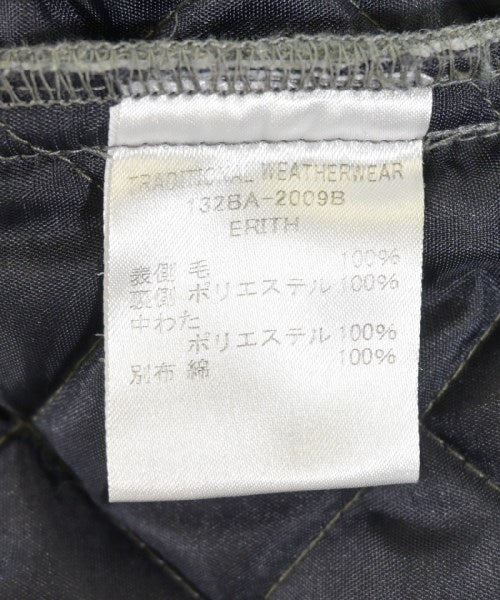 TRADITIONAL WEATHERWEAR
132BA-2009B
ERITH
表側 毛 100%
裏側 ポリエステル 100%
中わた
ポリエステル 100%
別布 綿 100%